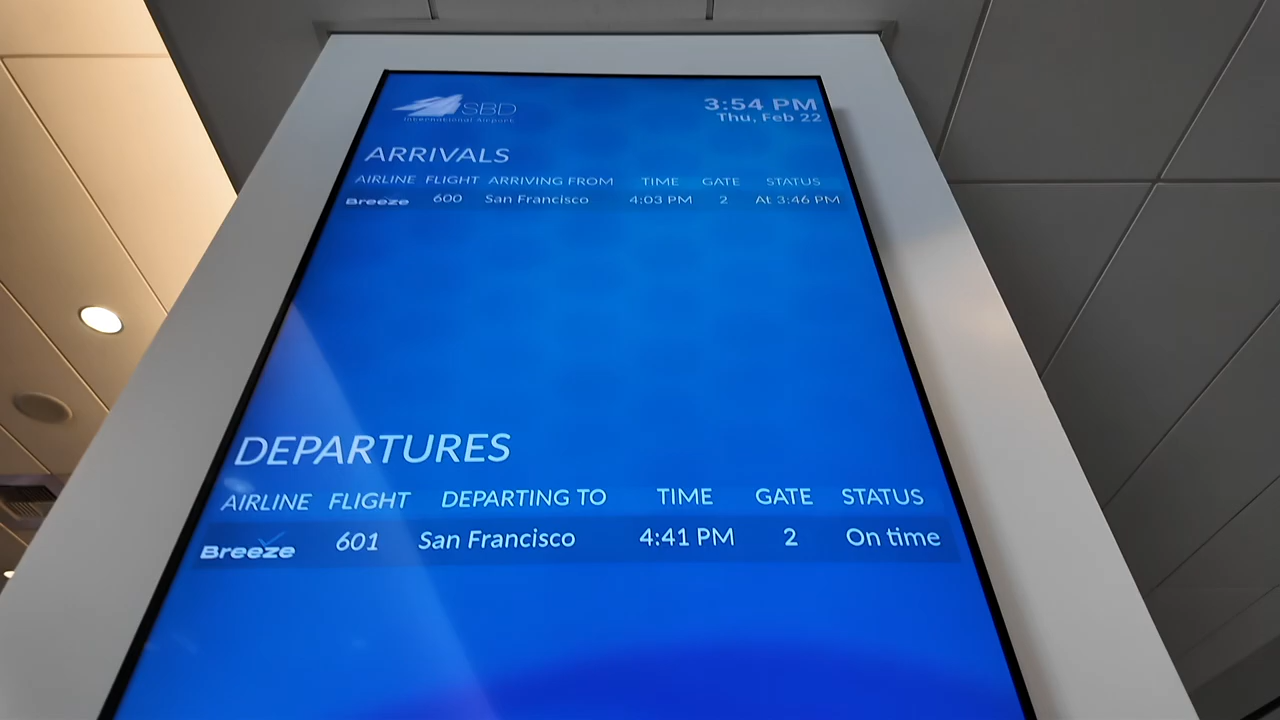 SBD
International Airport
3:54 PM
Thu, Feb 22
ARRIVALS
AIRLINE FLIGHT ARRIVING FROM TIME GATE STATUS
Breeze 600 San Francisco 4:03 PM 2 At 3:46 PM
DEPARTURES
AIRLINE FLIGHT DEPARTING TO TIME GATE STATUS
Breeze 601 San Francisco 4:41 PM 2 On time